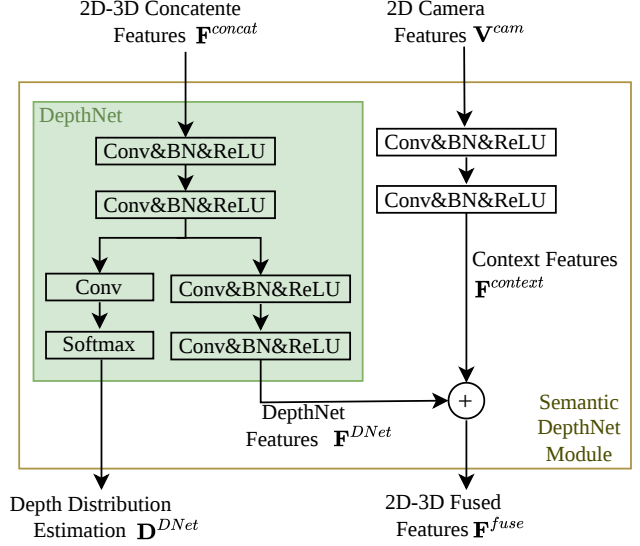 2D-3D Concatente
Features F^concat
2D Camera
Features V^cam
DepthNet
Conv&BN&ReLU
Conv&BN&ReLU
Conv
Softmax
Conv&BN&ReLU
Conv&BN&ReLU
Conv&BN&ReLU
Conv&BN&ReLU
Context Features
F^context
+
DepthNet
Features F^DNet
Semantic
DepthNet
Module
Depth Distribution
Estimation D^DNet
2D-3D Fused
Features F^fuse